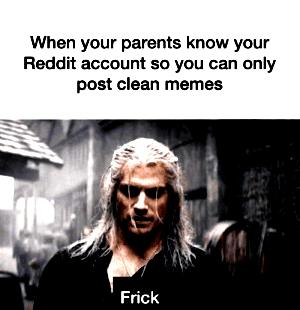 When your parents know your
Reddit account so you can only
post clean memes
Frick